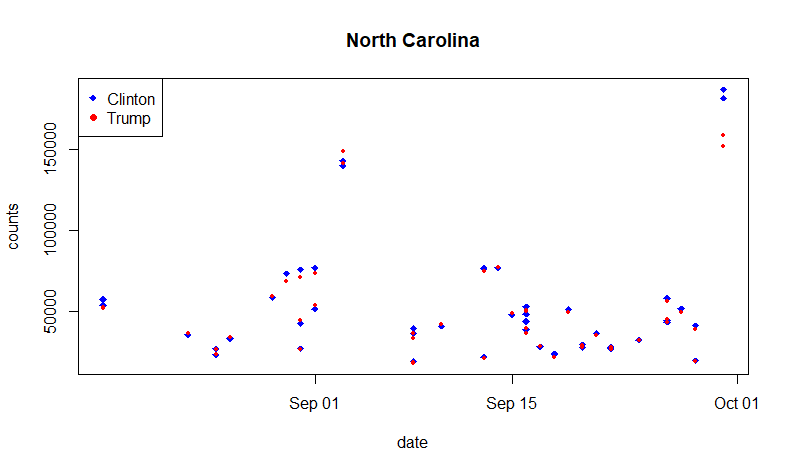 North Carolina
Clinton
Trump
counts
150000
100000
50000
Sep 01
Sep 15
Oct 01
date